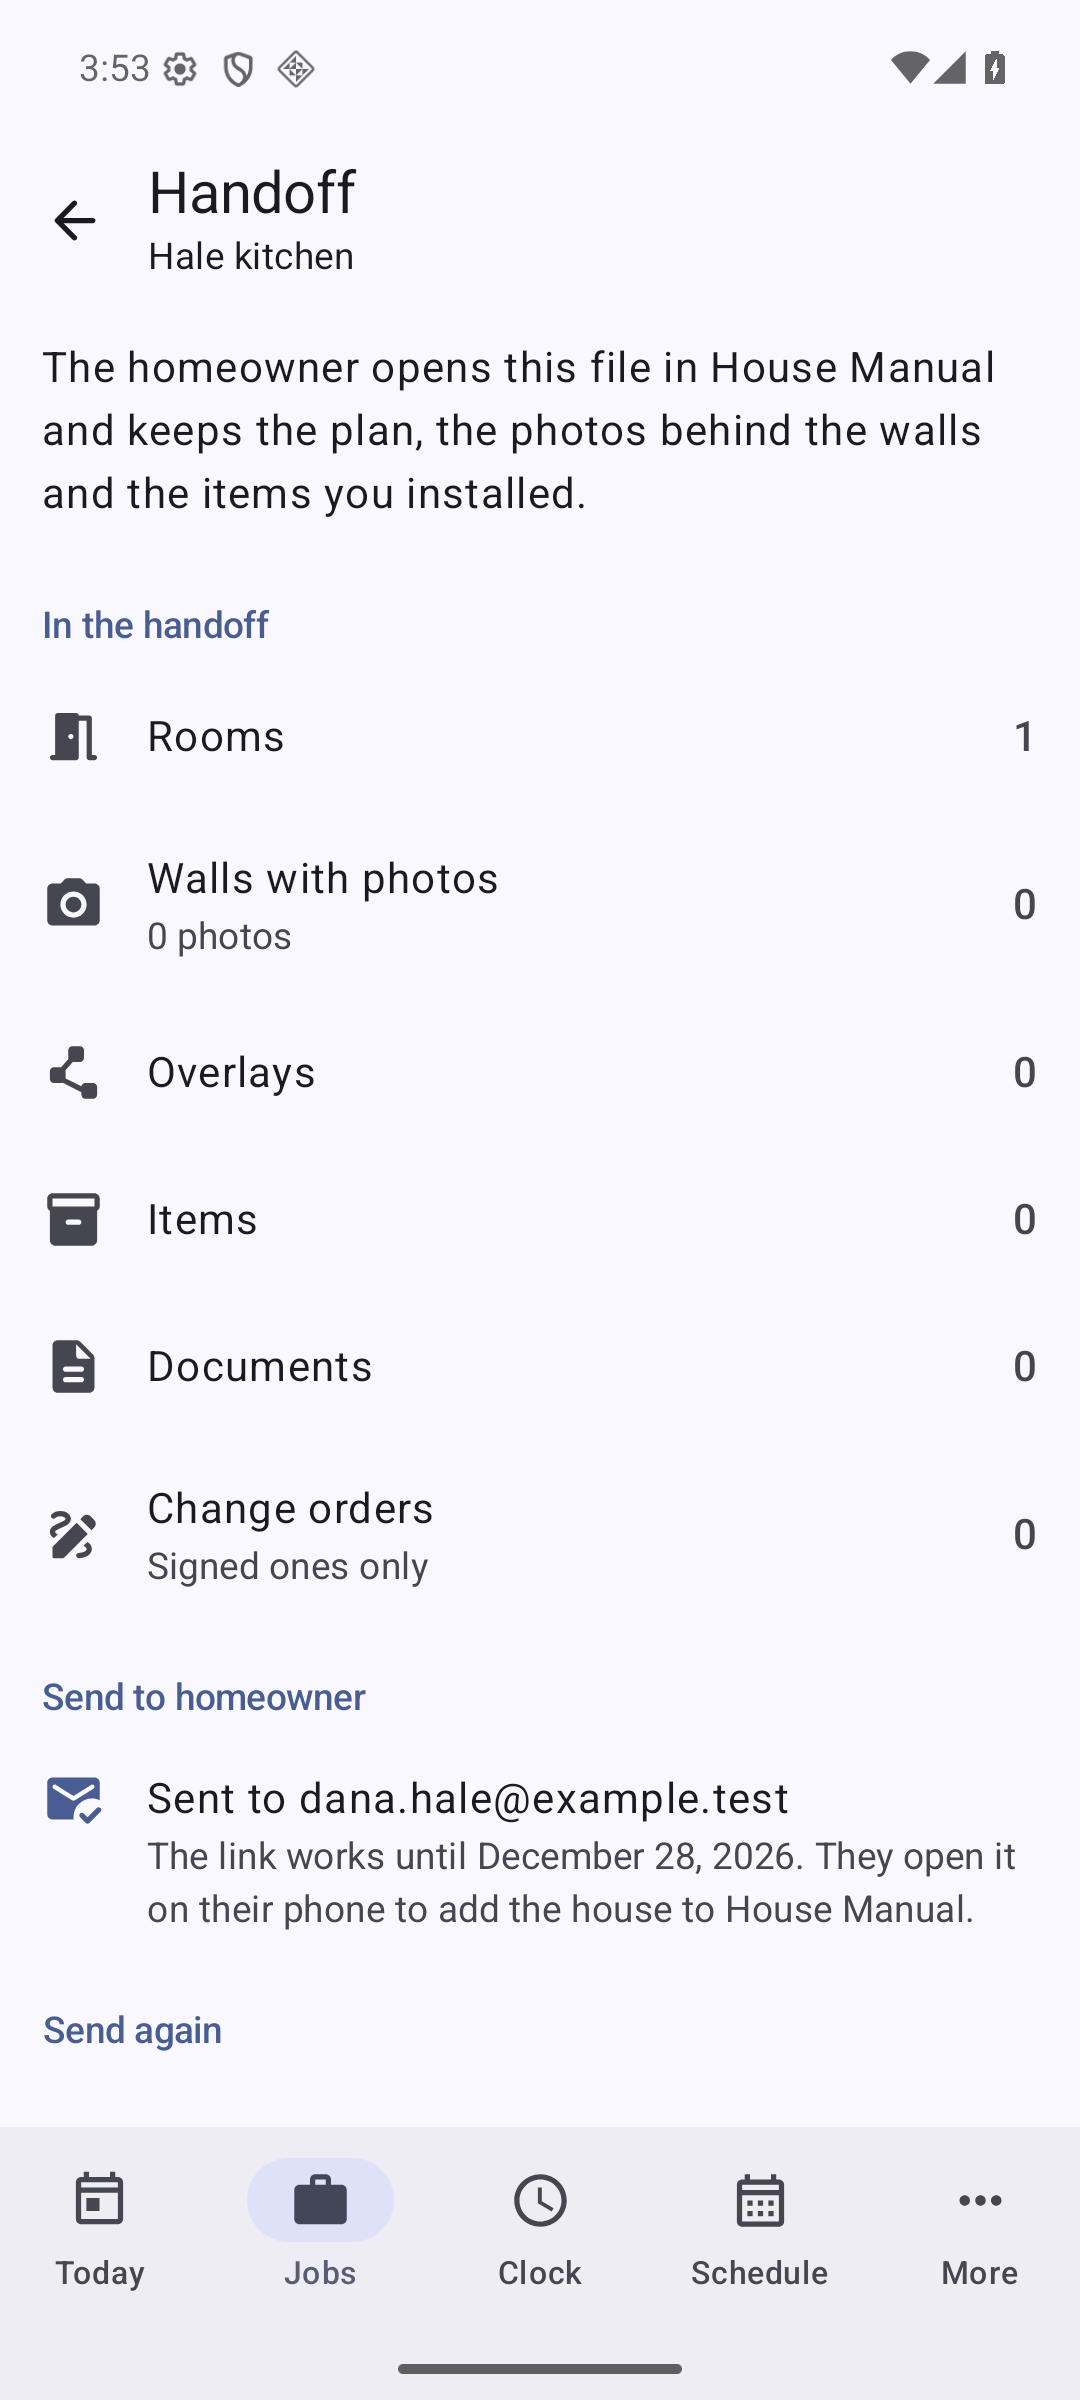 3:53
Handoff
Hale kitchen
The homeowner opens this file in House Manual
and keeps the plan, the photos behind the walls
and the items you installed.
In the handoff
Rooms 1
Walls with photos
0 photos
0
Overlays 0
Items 0
Documents 0
Change orders
Signed ones only
0
Send to homeowner
Sent to dana.hale@example.test
The link works until December 28, 2026. They open it
on their phone to add the house to House Manual.
Send again
Today Jobs Clock Schedule More